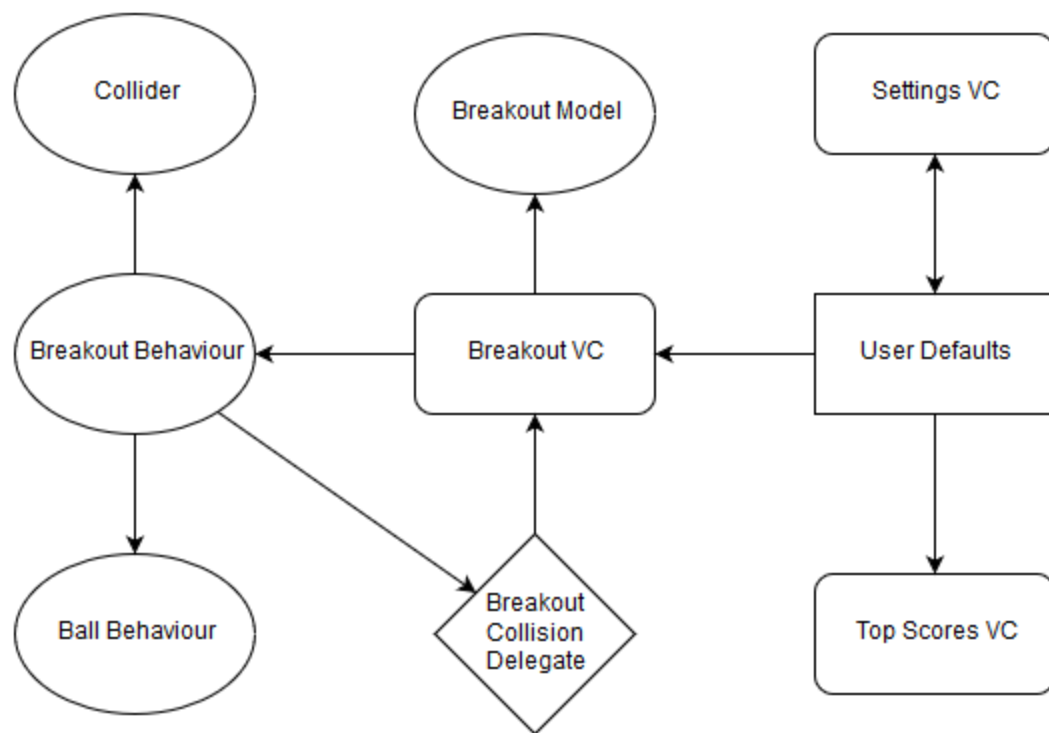 Collider
Breakout Model
Settings VC
Breakout Behaviour
Breakout VC
User Defaults
Ball Behaviour
Breakout
Collision
Delegate
Top Scores VC